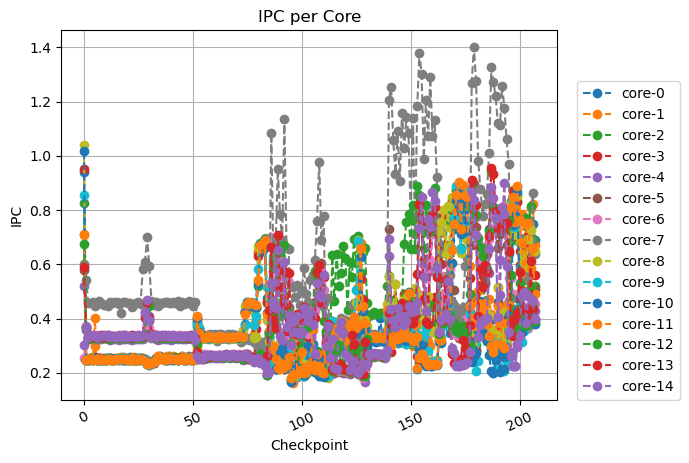 IPC per Core
IPC
1.4
1.2
1.0
0.8
0.6
0.4
0.2
0
50
100
150
200
Checkpoint
core-0
core-1
core-2
core-3
core-4
core-5
core-6
core-7
core-8
core-9
core-10
core-11
core-12
core-13
core-14